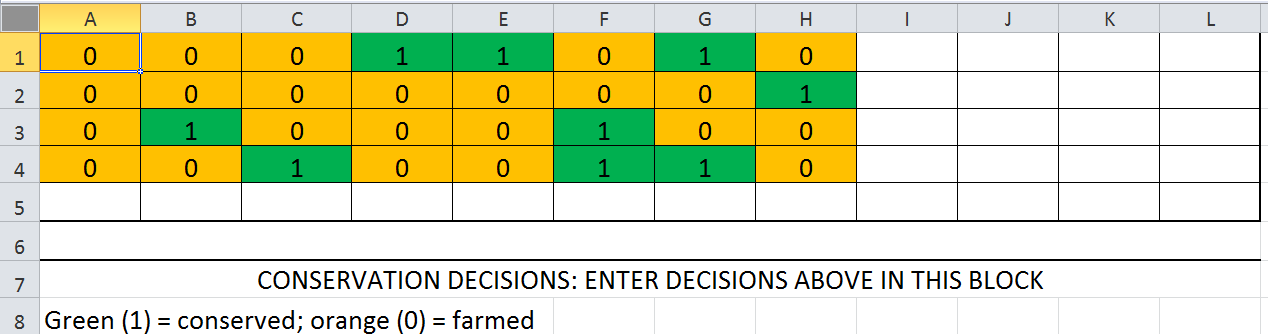 A B C D E F G H I J K L
1 0 0 0 1 1 0 1 0
2 0 0 0 0 0 0 0 1
3 0 1 0 0 0 1 0 0
4 0 0 1 0 0 1 1 0
5
6
7 CONSERVATION DECISIONS: ENTER DECISIONS ABOVE IN THIS BLOCK
8 Green (1) = conserved; orange (0) = farmed